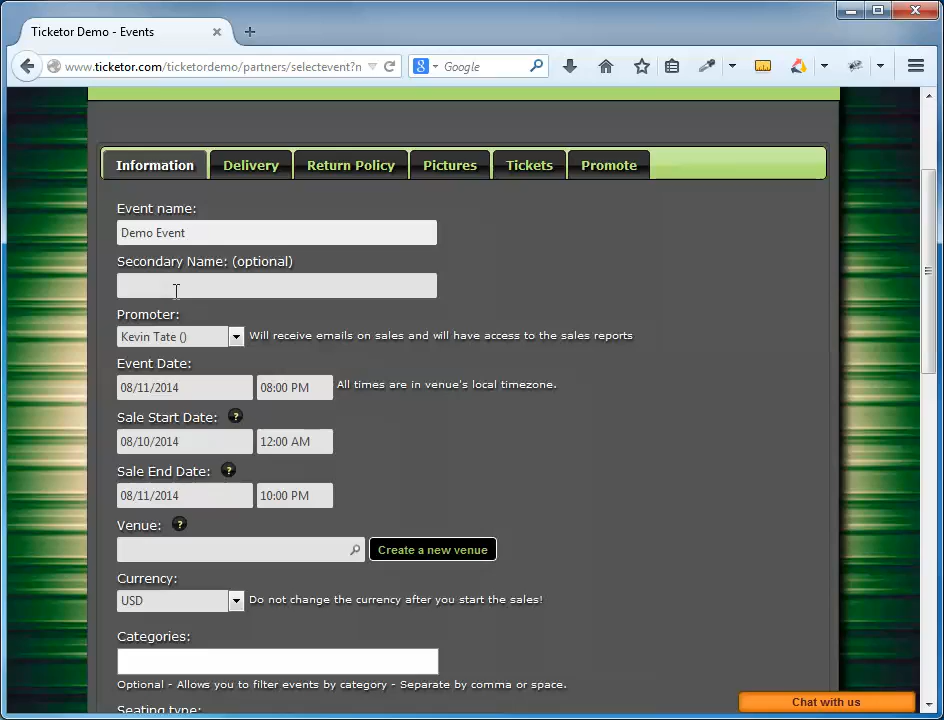 Ticketor Demo - Events
www.ticketor.com/ticketordemo/partners/selectevent?n
Google
Information
Delivery
Return Policy
Pictures
Tickets
Promote
Event name:
Demo Event
Secondary Name: (optional)
Promoter:
Kevin Tate ()
Will receive emails on sales and will have access to the sales reports
Event Date:
08/11/2014
08:00 PM
All times are in venue's local timezone.
Sale Start Date: ?
08/10/2014
12:00 AM
Sale End Date: ?
08/11/2014
10:00 PM
Venue: ?
Create a new venue
Currency:
USD
Do not change the currency after you start the sales!
Categories:
Optional - Allows you to filter events by category - Separate by comma or space.
Seating type:
Chat with us